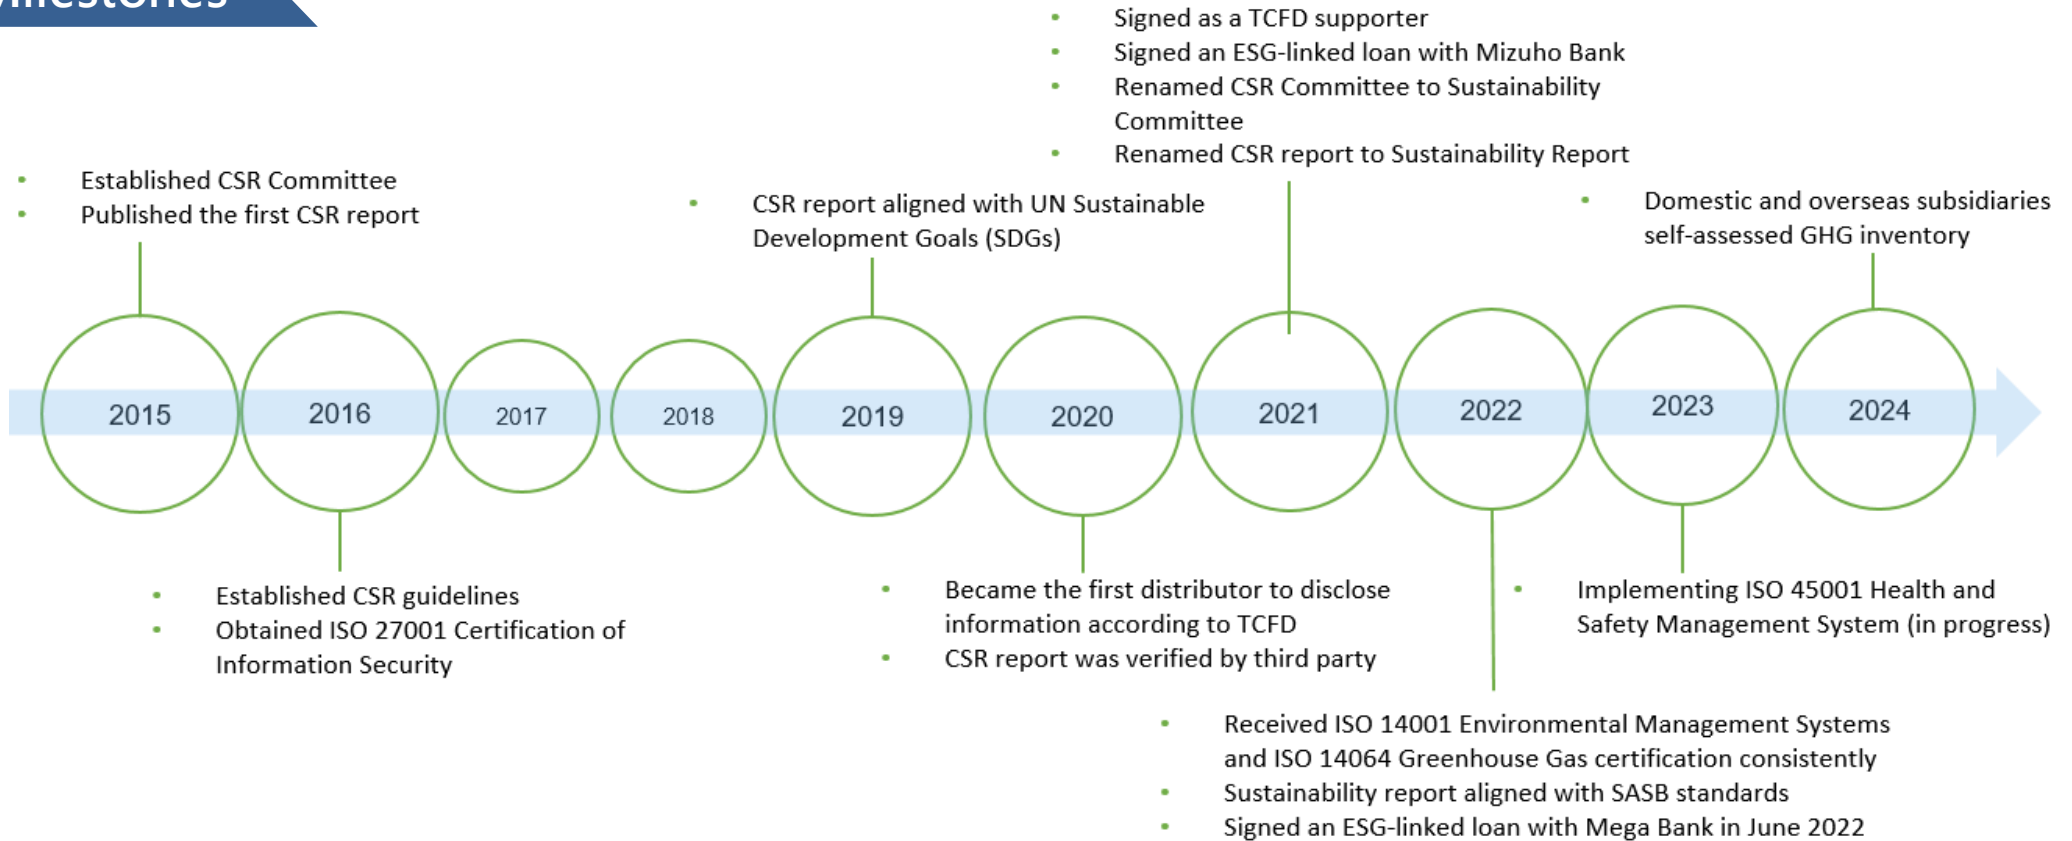 Milestones
• Signed as a TCFD supporter
• Signed an ESG-linked loan with Mizuho Bank
• Renamed CSR Committee to Sustainability
Committee
• Renamed CSR report to Sustainability Report
• Established CSR Committee
• Published the first CSR report
• CSR report aligned with UN Sustainable
Development Goals (SDGs)
• Domestic and overseas subsidiaries
self-assessed GHG inventory
2015
2016
2017
2018
2019
2020
2021
2022
2023
2024
• Established CSR guidelines
• Obtained ISO 27001 Certification of
Information Security
• Became the first distributor to disclose
information according to TCFD
• CSR report was verified by third party
• Implementing ISO 45001 Health and
Safety Management System (in progress)
• Received ISO 14001 Environmental Management Systems
and ISO 14064 Greenhouse Gas certification consistently
• Sustainability report aligned with SASB standards
• Signed an ESG-linked loan with Mega Bank in June 2022